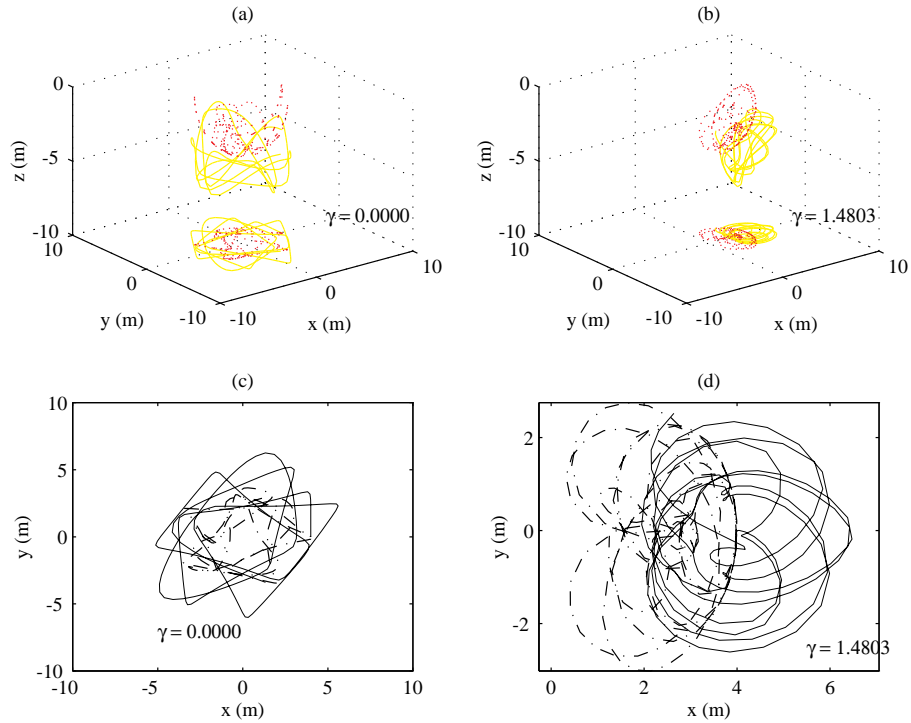 (a)
0
-5
-10
z (m)
10
0
-10
y (m)
-10
0
10
x (m)
γ = 0.0000
(b)
0
-5
-10
z (m)
10
0
-10
y (m)
-10
0
10
x (m)
γ = 1.4803
(c)
10
5
0
-5
-10
y (m)
-10
-5
0
5
10
x (m)
γ = 0.0000
(d)
2
0
-2
y (m)
0
2
4
6
x (m)
γ = 1.4803